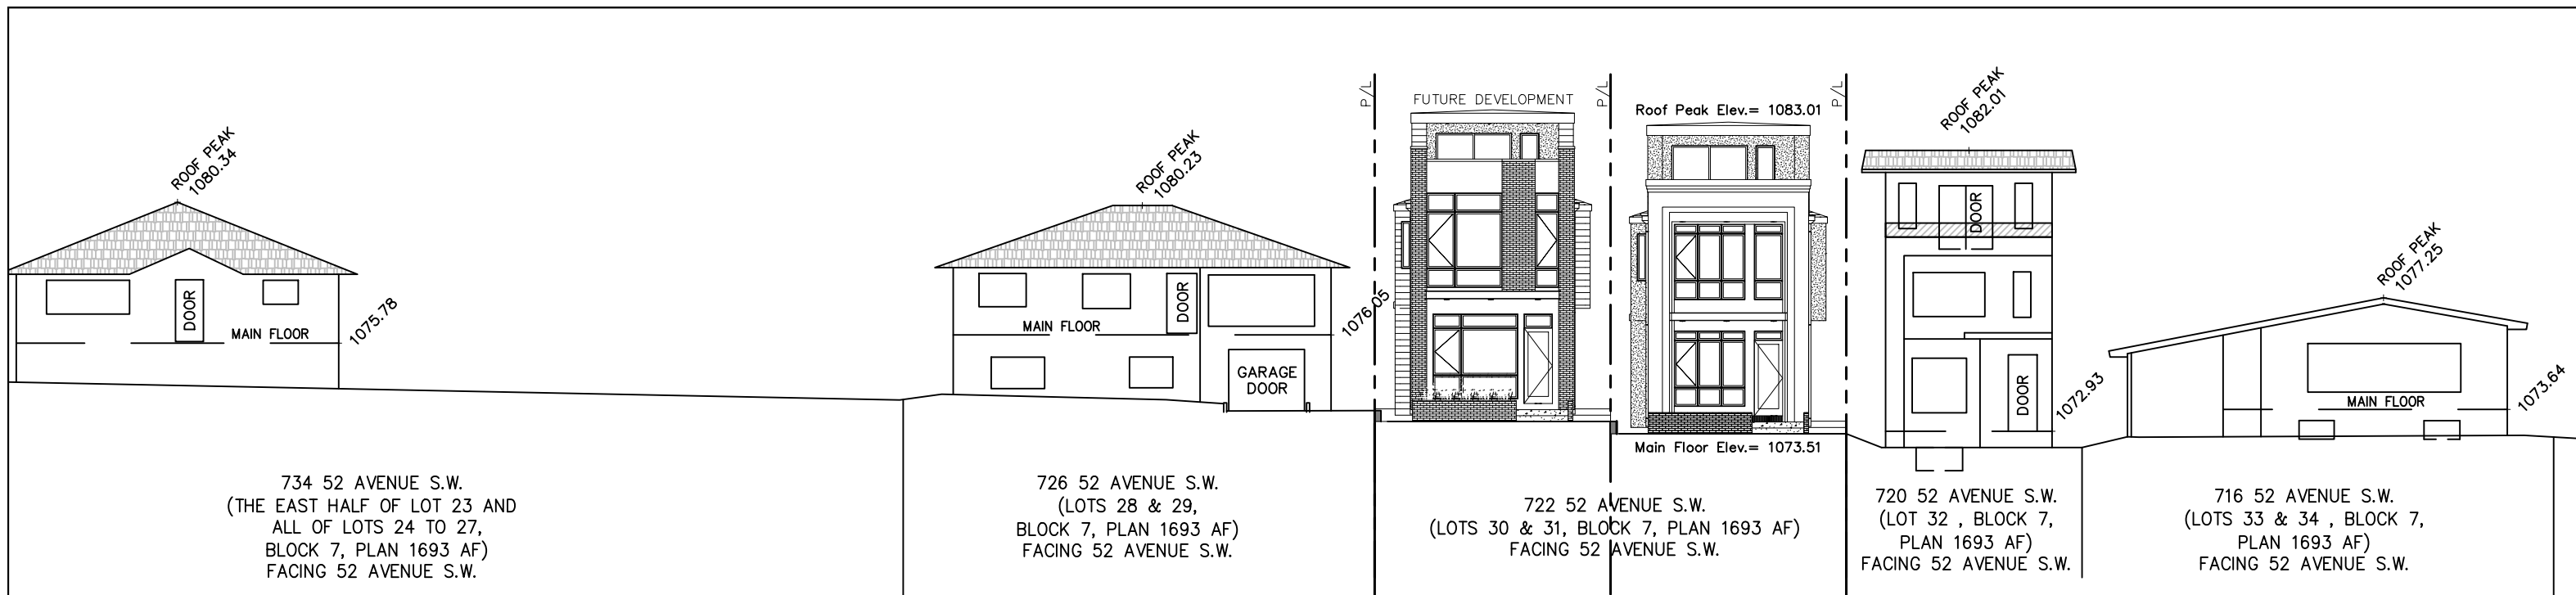 ROOF PEAK
1080.34
DOOR
MAIN FLOOR
1075.78
734 52 AVENUE S.W.
(THE EAST HALF OF LOT 23 AND
ALL OF LOTS 24 TO 27,
BLOCK 7, PLAN 1693 AF)
FACING 52 AVENUE S.W.
ROOF PEAK
1080.23
DOOR
MAIN FLOOR
GARAGE
DOOR
1076.05
726 52 AVENUE S.W.
(LOTS 28 & 29,
BLOCK 7, PLAN 1693 AF)
FACING 52 AVENUE S.W.
P/L
FUTURE DEVELOPMENT
P/L
Roof Peak Elev.= 1083.01
P/L
Main Floor Elev.= 1073.51
722 52 AVENUE S.W.
(LOTS 30 & 31, BLOCK 7, PLAN 1693 AF)
FACING 52 AVENUE S.W.
ROOF PEAK
1082.01
DOOR
DOOR
1072.93
720 52 AVENUE S.W.
(LOT 32 , BLOCK 7,
PLAN 1693 AF)
FACING 52 AVENUE S.W.
ROOF PEAK
1077.25
MAIN FLOOR
1073.64
716 52 AVENUE S.W.
(LOTS 33 & 34 , BLOCK 7,
PLAN 1693 AF)
FACING 52 AVENUE S.W.